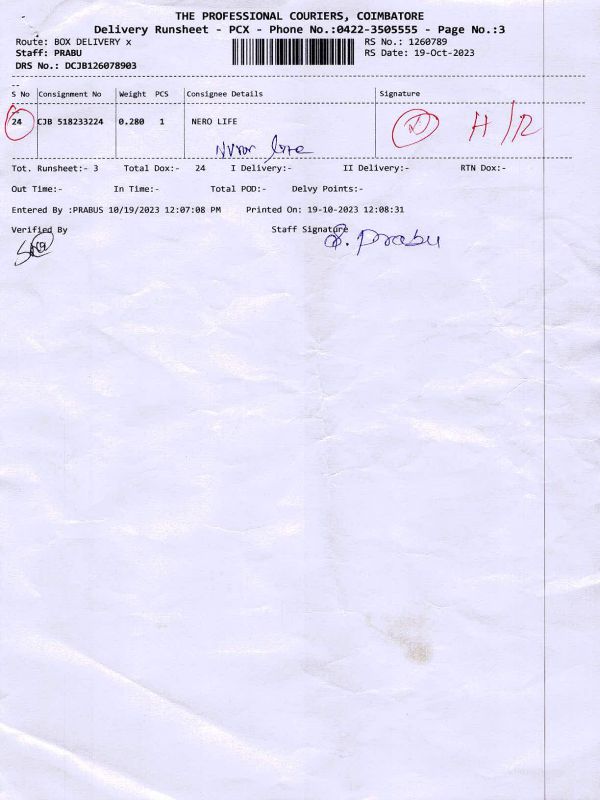 THE PROFESSIONAL COURIERS, COIMBATORE
Delivery Runsheet - PCX - Phone No.:0422-3505555 - Page No.:3
Route: BOX DELIVERY x RS No.: 1260789
Staff: PRABU RS Date: 19-Oct-2023
DRS No.: DCJB126078903
S No Consignment No Weight PCS Consignee Details Signature
24 CJB 518233224 0.280 1 NERO LIFE H/R
Tot. Runsheet:- 3 Total Dox:- 24 I Delivery:- II Delivery:- RTN Dox:-
Out Time:- In Time:- Total POD:- Delvy Points:-
Entered By :PRABUS 10/19/2023 12:07:08 PM Printed On: 19-10-2023 12:08:31
Verified By Staff Signature
S. Prabu